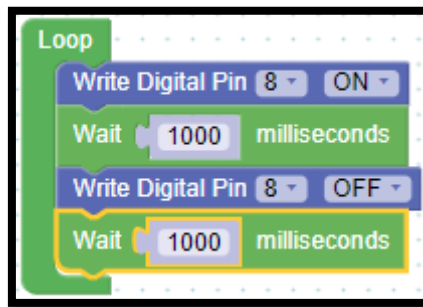 Loop
Write Digital Pin 8 ON
Wait 1000 milliseconds
Write Digital Pin 8 OFF
Wait 1000 milliseconds